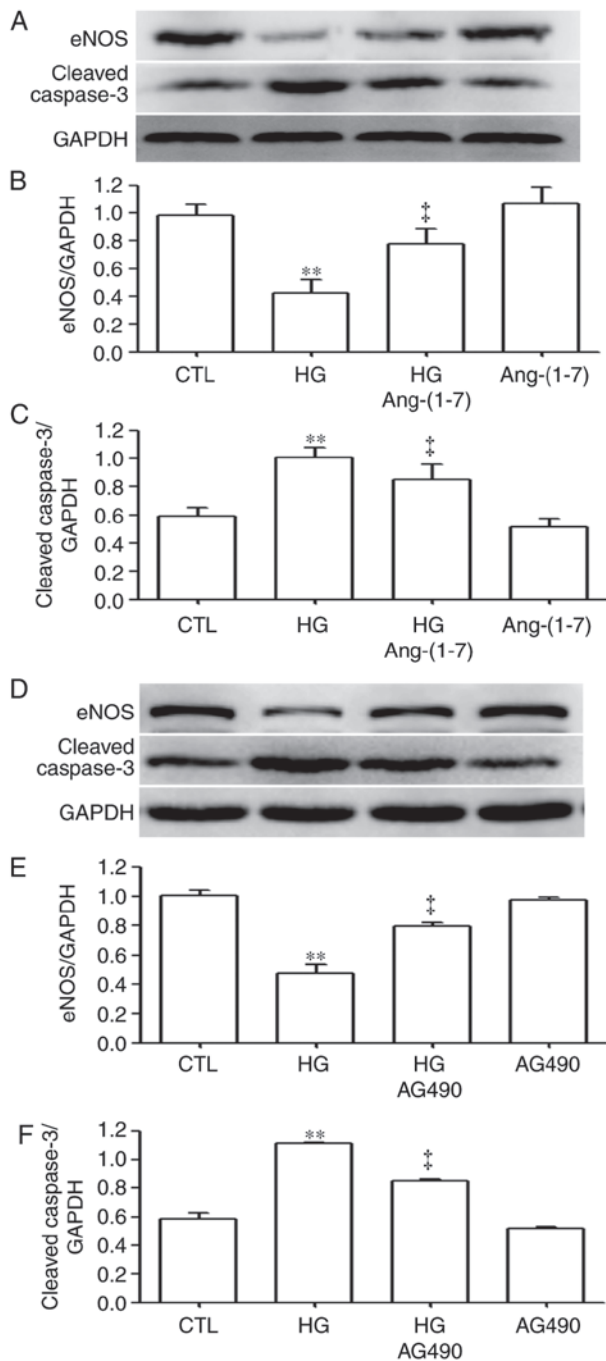 A
eNOS
Cleaved
caspase-3
GAPDH
B
eNOS/GAPDH
1.2
1.0
0.8
0.6
0.4
0.2
0.0
**
‡
CTL
HG
HG
Ang-(1-7)
Ang-(1-7)
C
Cleaved caspase-3/
GAPDH
1.2
1.0
0.8
0.6
0.4
0.2
0.0
**
‡
CTL
HG
HG
Ang-(1-7)
Ang-(1-7)
D
eNOS
Cleaved
caspase-3
GAPDH
E
eNOS/GAPDH
1.2
1.0
0.8
0.6
0.4
0.2
0.0
**
‡
CTL
HG
HG
AG490
AG490
F
Cleaved caspase-3/
GAPDH
1.2
1.0
0.8
0.6
0.4
0.2
0.0
**
‡
CTL
HG
HG
AG490
AG490